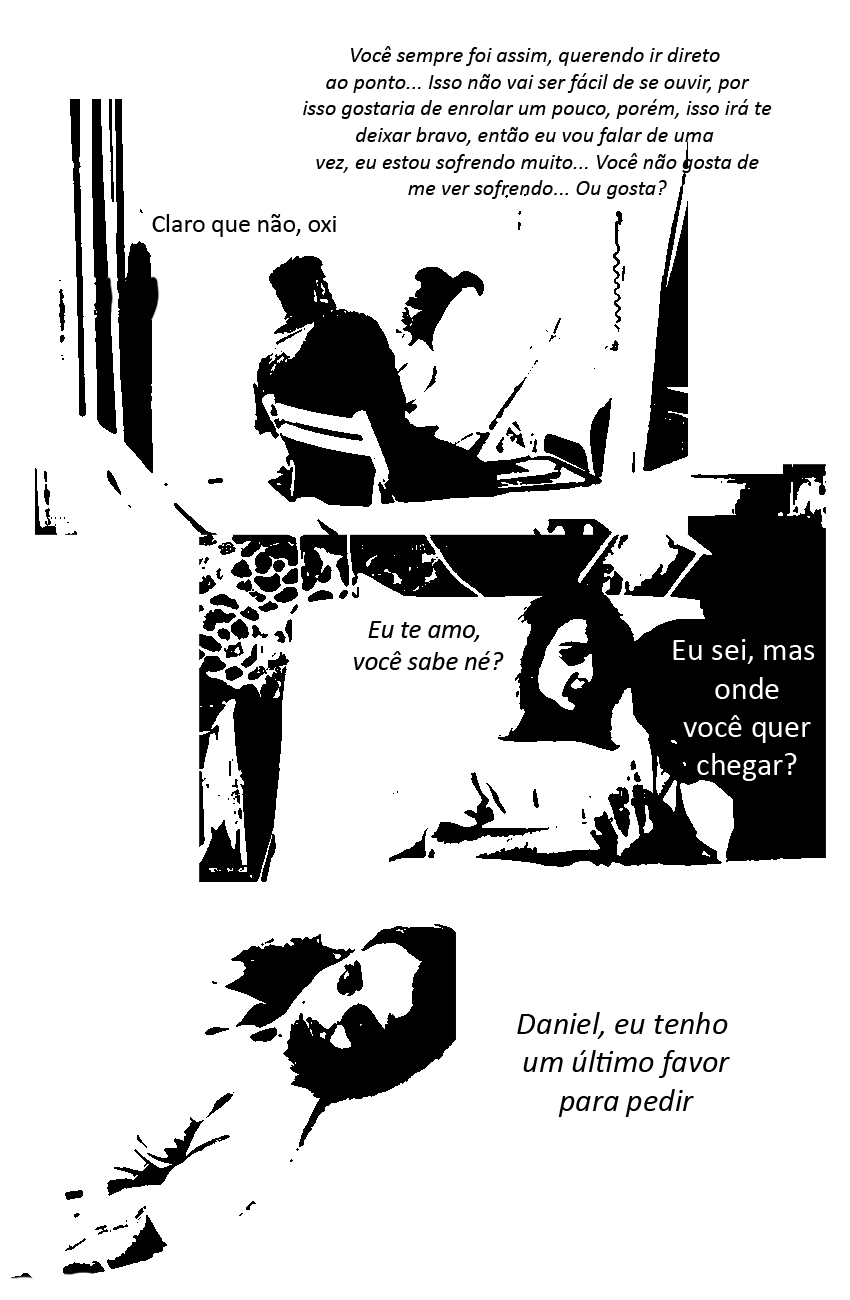 Você sempre foi assim, querendo ir direto
ao ponto... Isso não vai ser fácil de se ouvir, por
isso gostaria de enrolar um pouco, porém, isso irá te
deixar bravo, então eu vou falar de uma
vez, eu estou sofrendo muito... Você não gosta de
me ver sofrendo... Ou gosta?
Claro que não, oxi
Eu te amo,
você sabe né?
Eu sei, mas
onde
você quer
chegar?
Daniel, eu tenho
um último favor
para pedir